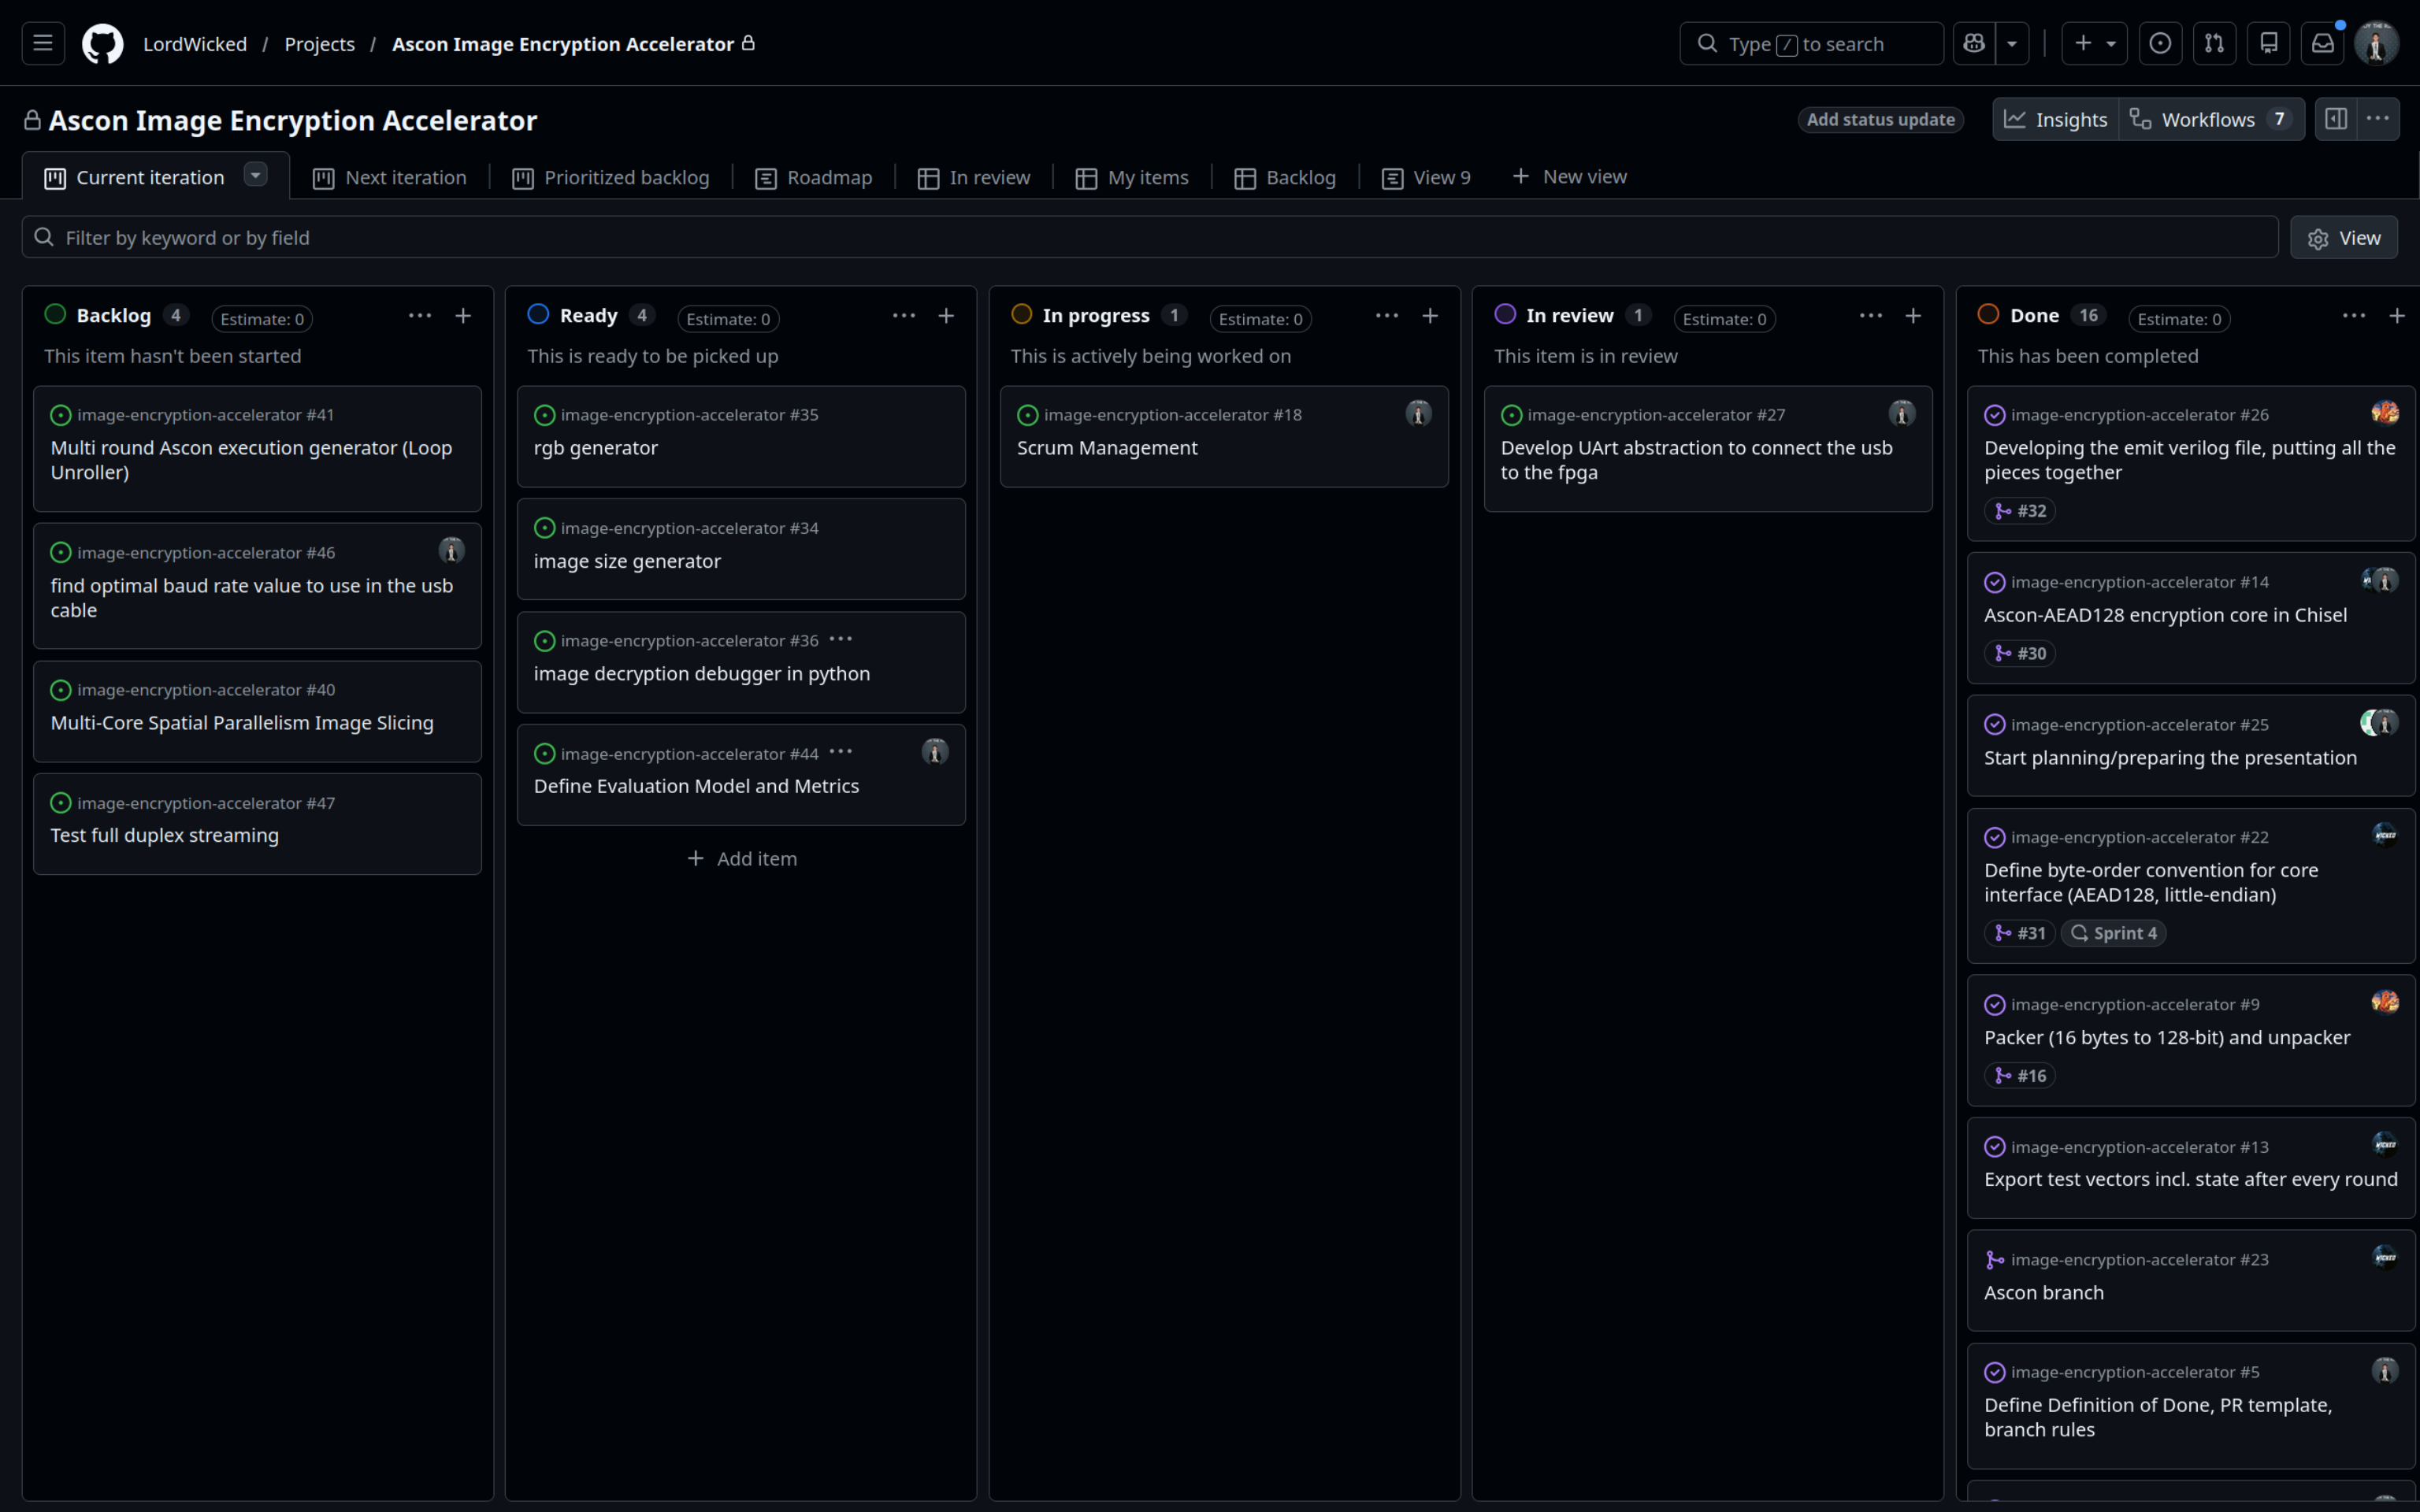 LordWicked / Projects / Ascon Image Encryption Accelerator
Type / to search
Ascon Image Encryption Accelerator
Add status update
Insights
Workflows 7
Current iteration
Next iteration
Prioritized backlog
Roadmap
In review
My items
Backlog
View 9
New view
Filter by keyword or by field
View
Backlog 4 Estimate: 0
This item hasn't been started
image-encryption-accelerator #41
Multi round Ascon execution generator (Loop
Unroller)
image-encryption-accelerator #46
find optimal baud rate value to use in the usb
cable
image-encryption-accelerator #40
Multi-Core Spatial Parallelism Image Slicing
image-encryption-accelerator #47
Test full duplex streaming
Ready 4 Estimate: 0
This is ready to be picked up
image-encryption-accelerator #35
rgb generator
image-encryption-accelerator #34
image size generator
image-encryption-accelerator #36
image decryption debugger in python
image-encryption-accelerator #44
Define Evaluation Model and Metrics
Add item
In progress 1 Estimate: 0
This is actively being worked on
image-encryption-accelerator #18
Scrum Management
In review 1 Estimate: 0
This item is in review
image-encryption-accelerator #27
Develop UArt abstraction to connect the usb
to the fpga
Done 16 Estimate: 0
This has been completed
image-encryption-accelerator #26
Developing the emit verilog file, putting all the
pieces together
#32
image-encryption-accelerator #14
Ascon-AEAD128 encryption core in Chisel
#30
image-encryption-accelerator #25
Start planning/preparing the presentation
image-encryption-accelerator #22
Define byte-order convention for core
interface (AEAD128, little-endian)
#31 Sprint 4
image-encryption-accelerator #9
Packer (16 bytes to 128-bit) and unpacker
#16
image-encryption-accelerator #13
Export test vectors incl. state after every round
image-encryption-accelerator #23
Ascon branch
image-encryption-accelerator #5
Define Definition of Done, PR template,
branch rules